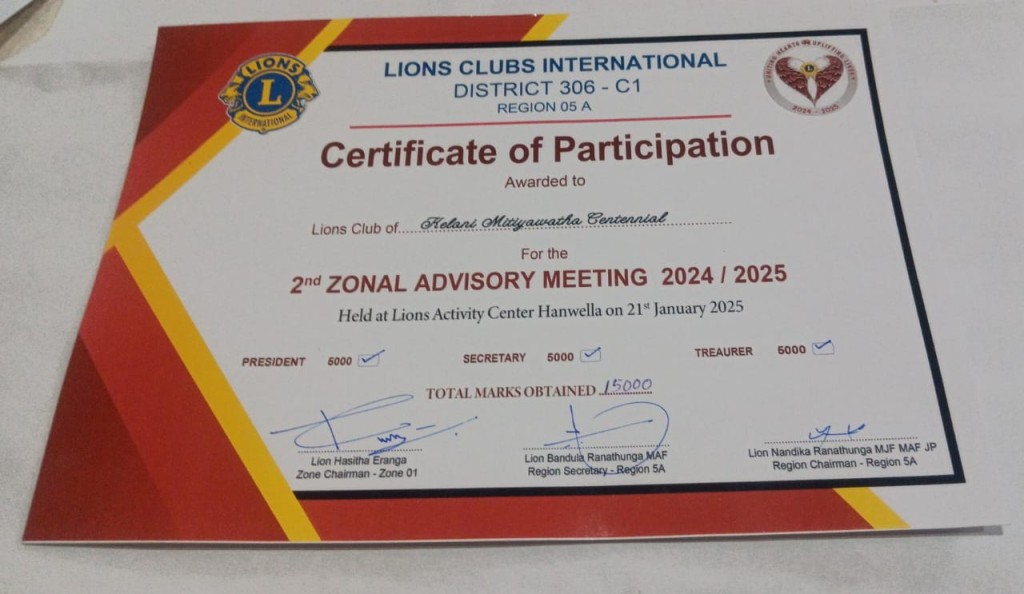 LIONS
L
INTERNATIONAL
LIONS CLUBS INTERNATIONAL
DISTRICT 306 - C1
REGION 05 A
UNITING HEARTS UPLIFTING LIVES
2024 - 2025
Certificate of Participation
Awarded to
Lions Club of.....Kelani Mitiyawatha Centennial.....
For the
2nd ZONAL ADVISORY MEETING 2024 / 2025
Held at Lions Activity Center Hanwella on 21st January 2025
PRESIDENT 5000 ☑ SECRETARY 5000 ☑ TREAURER 5000 ☑
TOTAL MARKS OBTAINED 15000
Lion Hasitha Eranga
Zone Chairman - Zone 01
Lion Bandula Ranathunga MAF
Region Secretary - Region 5A
Lion Nandika Ranathunga MJF MAF JP
Region Chairman - Region 5A